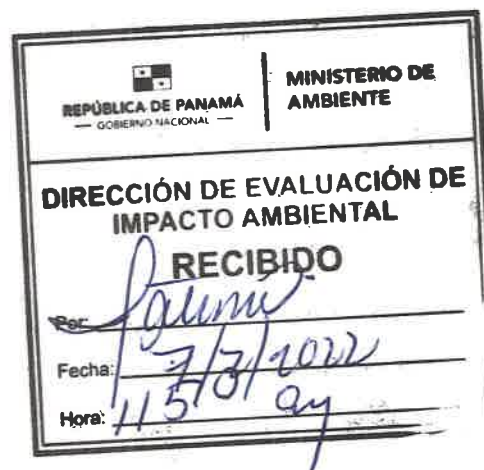 REPÚBLICA DE PANAMÁ
— GOBIERNO NACIONAL —
MINISTERIO DE
AMBIENTE
DIRECCIÓN DE EVALUACIÓN DE
IMPACTO AMBIENTAL
RECIBIDO
Por:
Fecha: 7/7/2022
Hora: